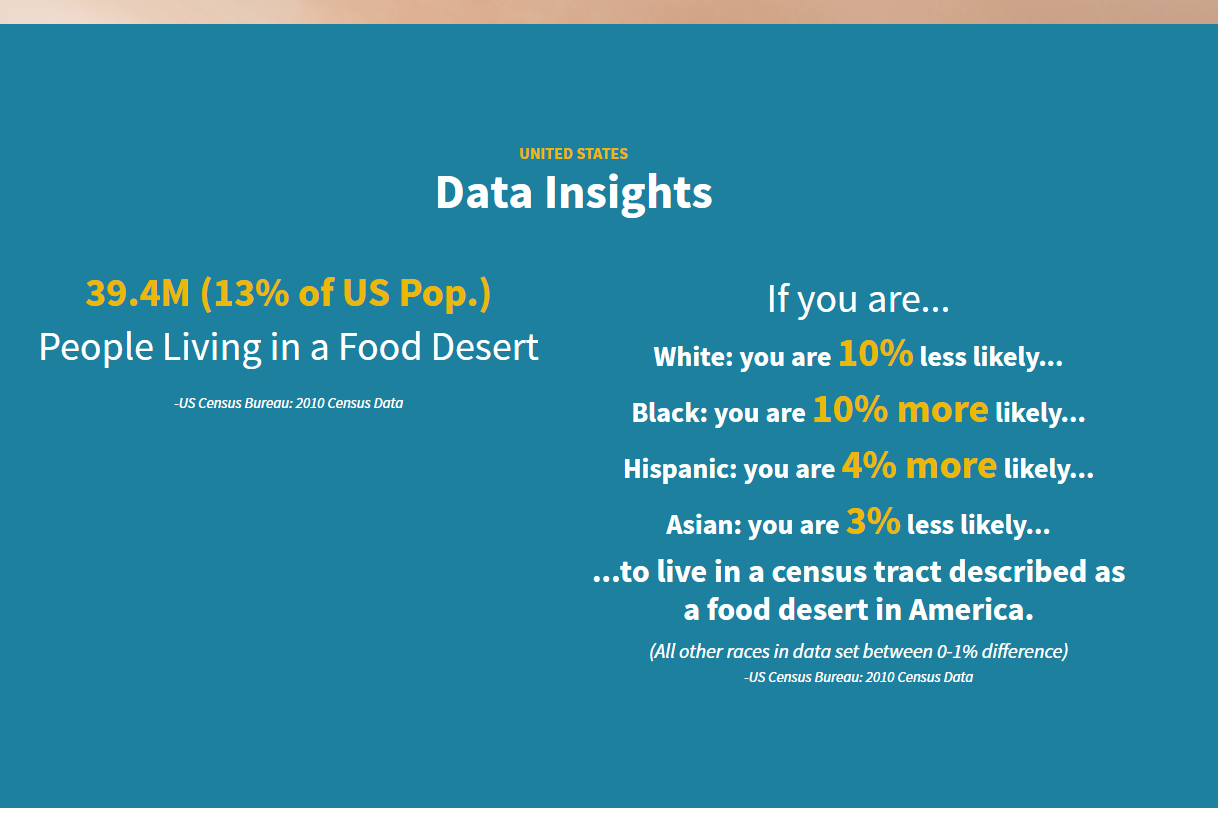 UNITED STATES
Data Insights
39.4M (13% of US Pop.)
People Living in a Food Desert
-US Census Bureau: 2010 Census Data
If you are...
White: you are 10% less likely...
Black: you are 10% more likely...
Hispanic: you are 4% more likely...
Asian: you are 3% less likely...
...to live in a census tract described as
a food desert in America.
(All other races in data set between 0-1% difference)
-US Census Bureau: 2010 Census Data